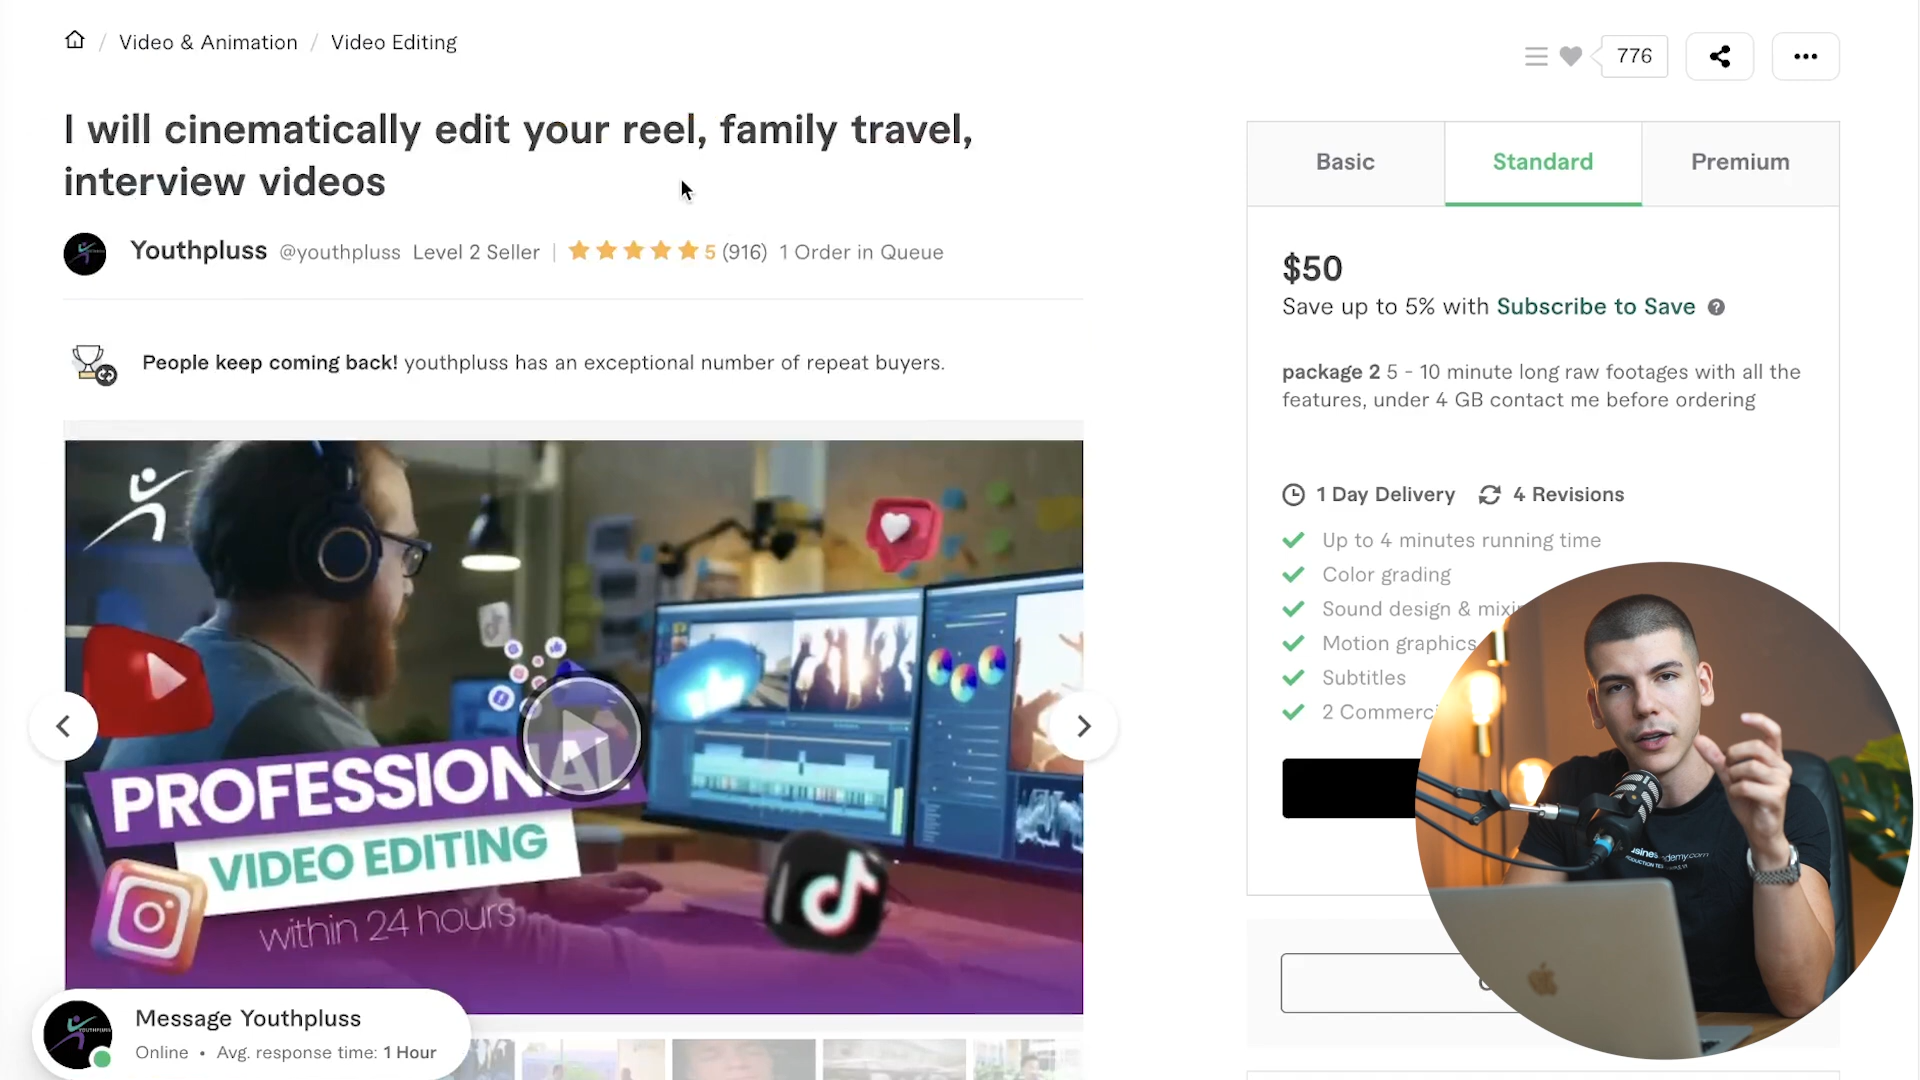 / Video & Animation / Video Editing
776
I will cinematically edit your reel, family travel,
interview videos
Youthpluss @youthpluss Level 2 Seller | 5 (916) 1 Order in Queue
People keep coming back! youthpluss has an exceptional number of repeat buyers.
PROFESSIONAL
VIDEO EDITING
within 24 hours
Message Youthpluss
Online • Avg. response time: 1 Hour
Basic
Standard
Premium
$50
Save up to 5% with Subscribe to Save
package 2 5 - 10 minute long raw footages with all the
features, under 4 GB contact me before ordering
1 Day Delivery
4 Revisions
Up to 4 minutes running time
Color grading
Sound design &
Motion graphics
Subtitles
2